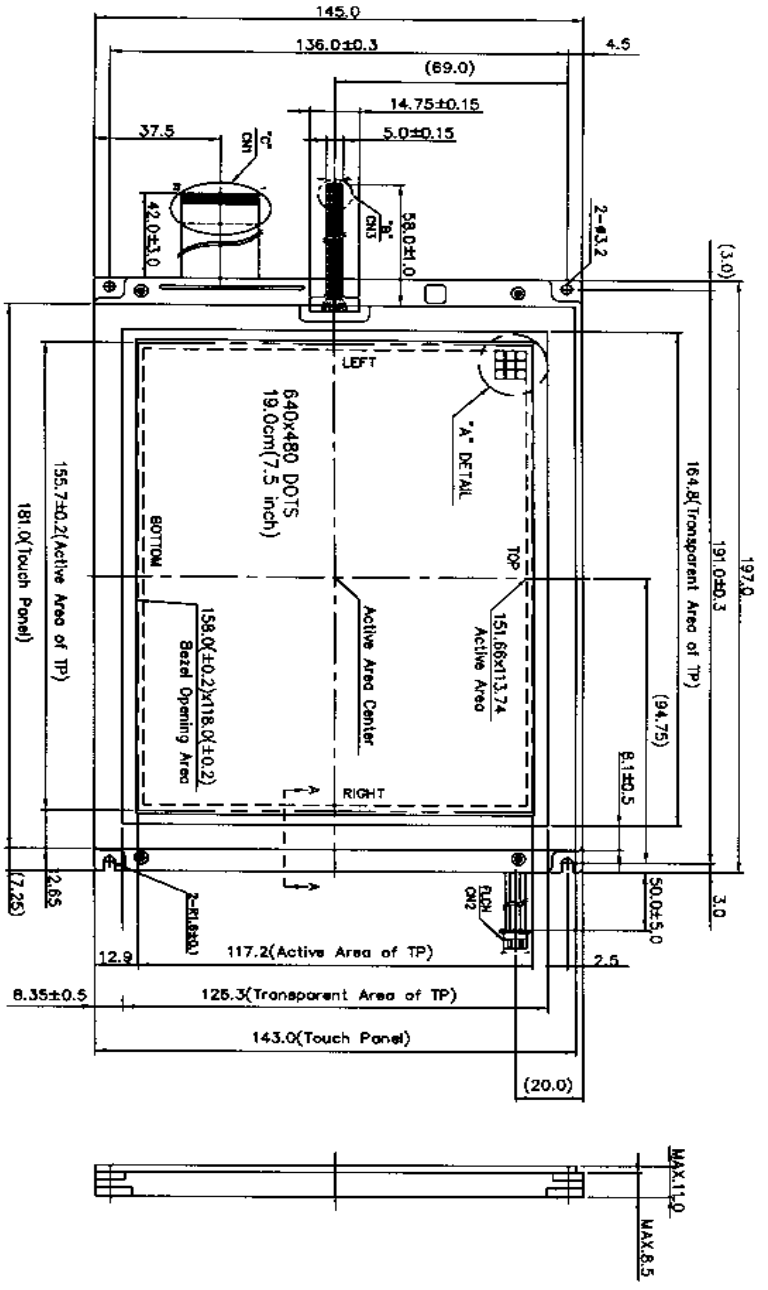 145.0
136.0±0.3
4.5
(69.0)
14.75±0.15
5.0±0.15
37.5
"C"
CN1
"B"
CN3
42.0±3.0
58.0±1.0
2-ø3.2
(3.0)
LEFT
"A" DETAIL
640x480 DOTS
19.0cm(7.5 inch)
BOTTOM
TOP
RIGHT
151.66x113.74
Active Area
Active Area Center
158.0(±0.2)x118.0(±0.2)
Bezel Opening Area
A
A
155.7±0.2(Active Area of TP)
181.0(Touch Panel)
12.65
(7.25)
164.8(Transparent Area of TP)
191.0±0.3
197.0
(94.75)
8.1±0.5
3.0
50.0±5.0
CN2
2-R1.6±0.1
12.9
117.2(Active Area of TP)
2.5
8.35±0.5
126.3(Transparent Area of TP)
143.0(Touch Panel)
(20.0)
MAX.11.0
MAX.8.5